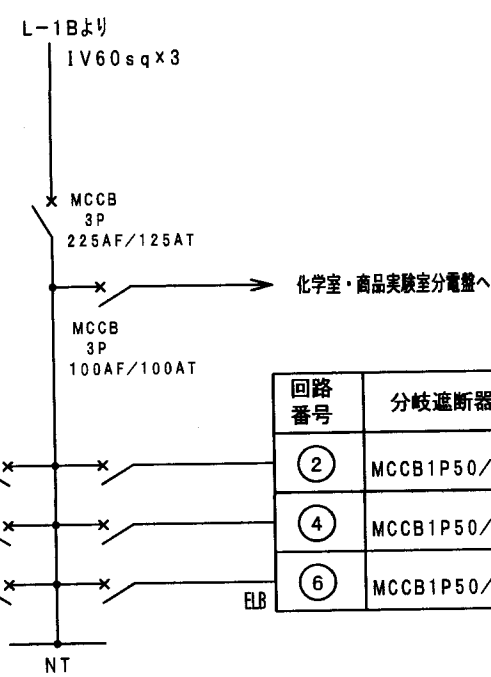 L-1Bより
IV60sq×3
MCCB
3P
225AF/125AT
化学室・商品実験室分電盤へ
MCCB
3P
100AF/100AT
回路
番号
分岐遮断器
② MCCB1P50/
④ MCCB1P50/
⑥ MCCB1P50/
ELB
NT